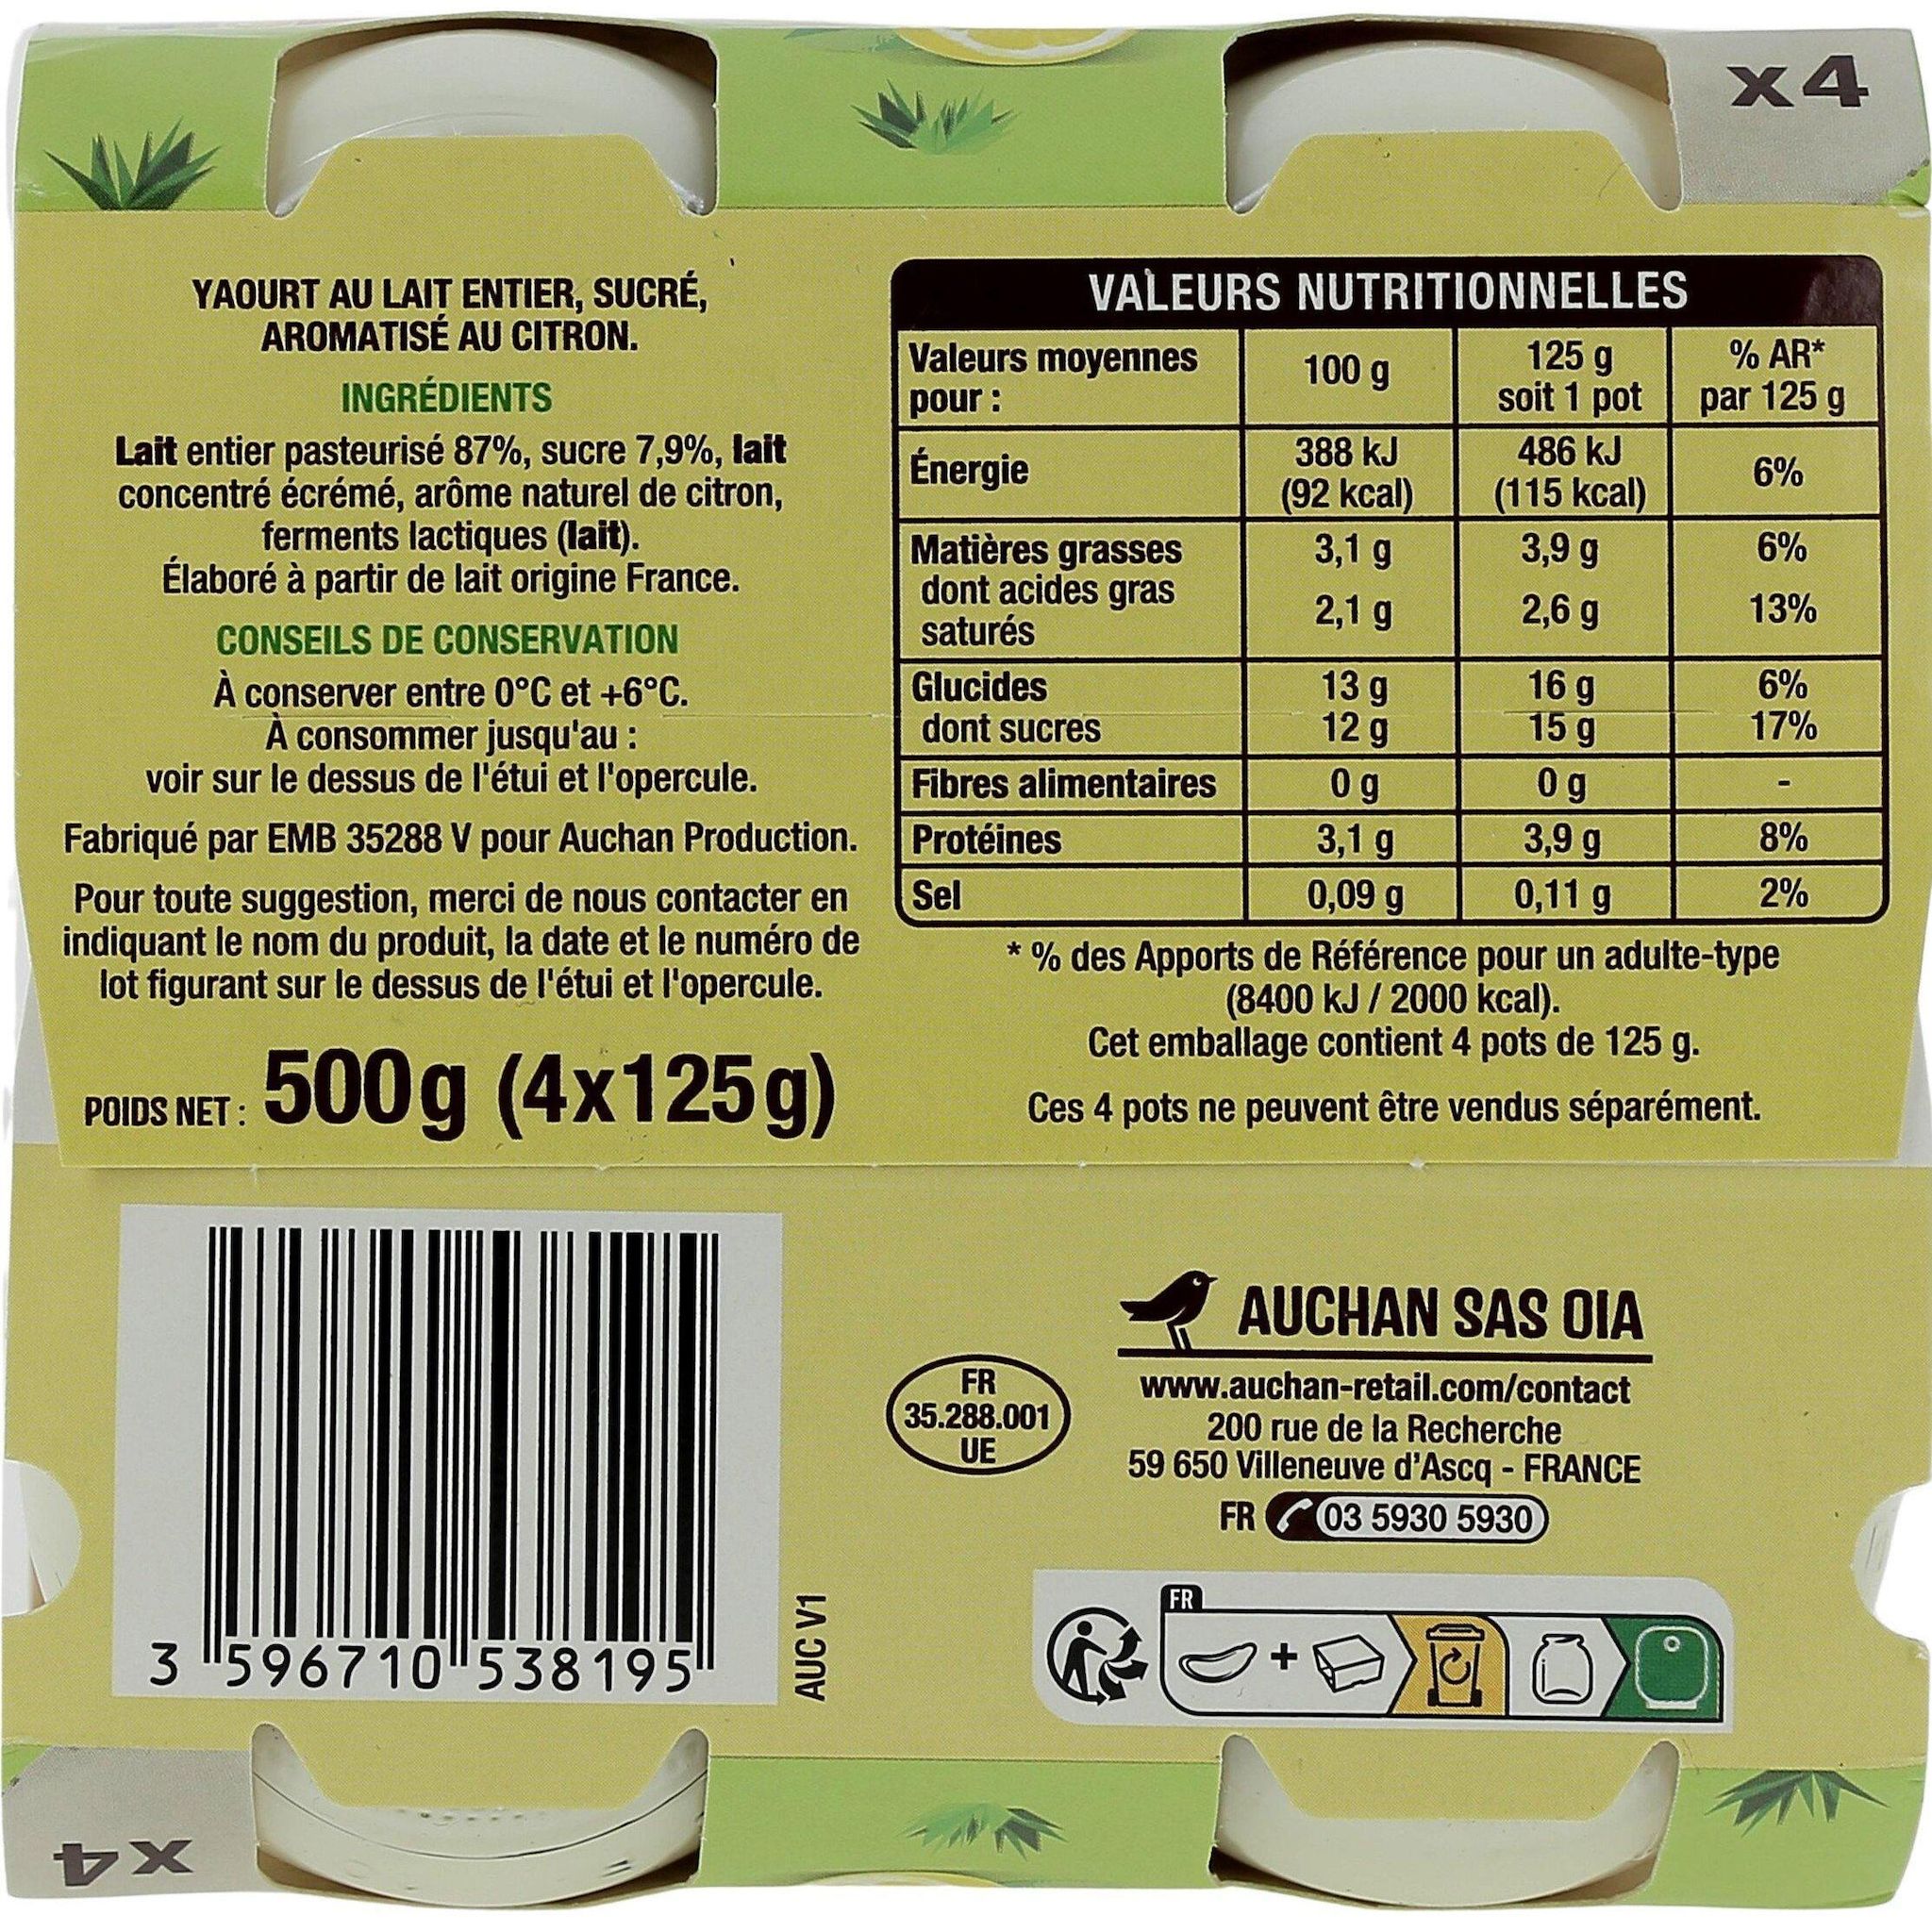 x4
YAOURT AU LAIT ENTIER, SUCRÉ,
AROMATISÉ AU CITRON.
INGRÉDIENTS
Lait entier pasteurisé 87%, sucre 7,9%, lait
concentré écrémé, arôme naturel de citron,
ferments lactiques (lait).
Élaboré à partir de lait origine France.
CONSEILS DE CONSERVATION
À conserver entre 0°C et +6°C.
À consommer jusqu'au :
voir sur le dessus de l'étui et l'opercule.
Fabriqué par EMB 35288 V pour Auchan Production.
Pour toute suggestion, merci de nous contacter en
indiquant le nom du produit, la date et le numéro de
lot figurant sur le dessus de l'étui et l'opercule.
POIDS NET : 500g (4x125g)
VALEURS NUTRITIONNELLES
Valeurs moyennes pour : 100 g 125 g soit 1 pot % AR* par 125 g
Énergie 388 kJ (92 kcal) 486 kJ (115 kcal) 6%
Matières grasses 3,1 g 3,9 g 6%
dont acides gras saturés 2,1 g 2,6 g 13%
Glucides 13 g 16 g 6%
dont sucres 12 g 15 g 17%
Fibres alimentaires 0 g 0 g -
Protéines 3,1 g 3,9 g 8%
Sel 0,09 g 0,11 g 2%
* % des Apports de Référence pour un adulte-type
(8400 kJ / 2000 kcal).
Cet emballage contient 4 pots de 125 g.
Ces 4 pots ne peuvent être vendus séparément.
3 596710 538195
AUC V1
FR
35.288.001
UE
AUCHAN SAS OIA
www.auchan-retail.com/contact
200 rue de la Recherche
59 650 Villeneuve d'Ascq - FRANCE
FR 03 5930 5930
FR
+
x4